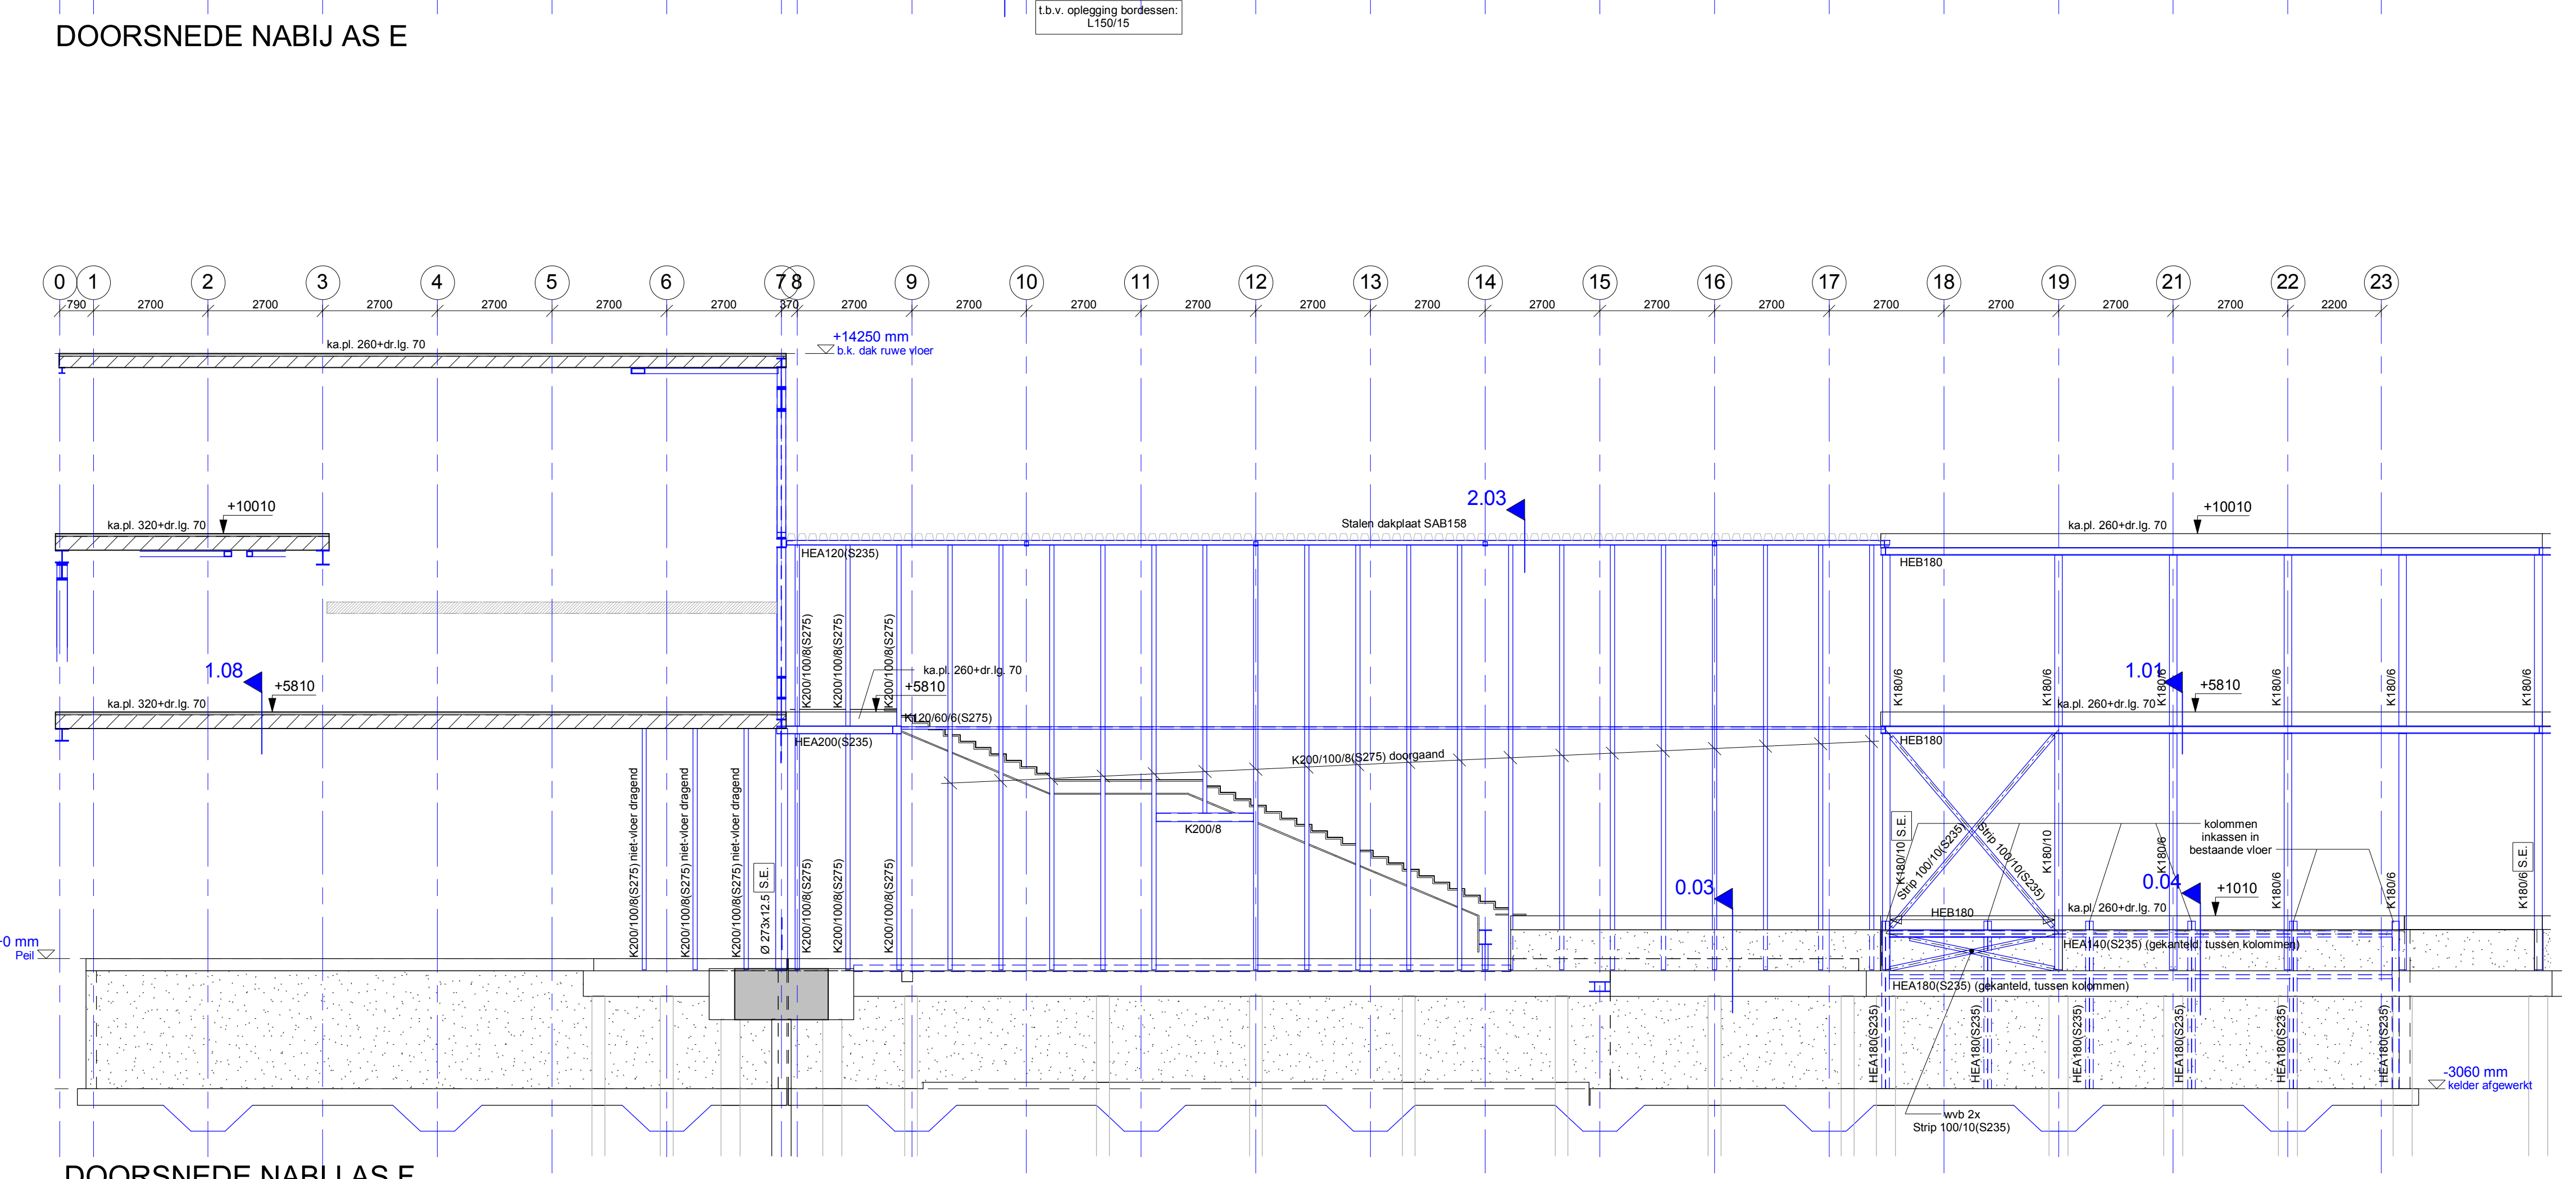 t.b.v. oplegging bordessen:
L150/15
DOORSNEDE NABIJ AS E
0 1 2 3 4 5 6 7 8 9 10 11 12 13 14 15 16 17 18 19 21 22 23
790 2700 2700 2700 2700 2700 2700 370 2700 2700 2700 2700 2700 2700 2700 2700 2700 2700 2700 2700 2700 2200
ka.pl. 260+dr.lg. 70
+14250 mm
b.k. dak ruwe vloer
2.03
+10010
ka.pl. 320+dr.lg. 70
Stalen dakplaat SAB158
ka.pl. 260+dr.lg. 70
+10010
HEA120(S235)
HEB180
K200/100/8(S275)
K200/100/8(S275)
K200/100/8(S275)
1.08
+5810
ka.pl. 320+dr.lg. 70
ka.pl. 260+dr.lg. 70
+5810
K120/60/6(S275)
HEA200(S235)
K180/6
K180/6
1.01
K180/6
+5810
K180/6
K180/6
K180/6
ka.pl. 260+dr.lg. 70
HEB180
K200/100/8(S275) doorgaand
K200/8
K200/100/8(S275) niet-vloer dragend
K200/100/8(S275) niet-vloer dragend
K200/100/8(S275) niet-vloer dragend
Ø 273x12.5
S.E.
K200/100/8(S275)
K200/100/8(S275)
K200/100/8(S275)
K180/10
S.E.
Strip 100/10(S235)
Strip 100/10(S235)
K180/10
K180/6
kolommen
inkassen in
bestaande vloer
K180/6
K180/6
K180/6
S.E.
0.03
0.04
+1010
HEB180
ka.pl. 260+dr.lg. 70
+0 mm
Peil
HEA140(S235) (gekanteld, tussen kolommen)
HEA180(S235) (gekanteld, tussen kolommen)
HEA180(S235)
HEA180(S235)
HEA180(S235)
HEA180(S235)
HEA180(S235)
HEA180(S235)
-3060 mm
kelder afgewerkt
wvb 2x
Strip 100/10(S235)
DOORSNEDE NABIJ AS